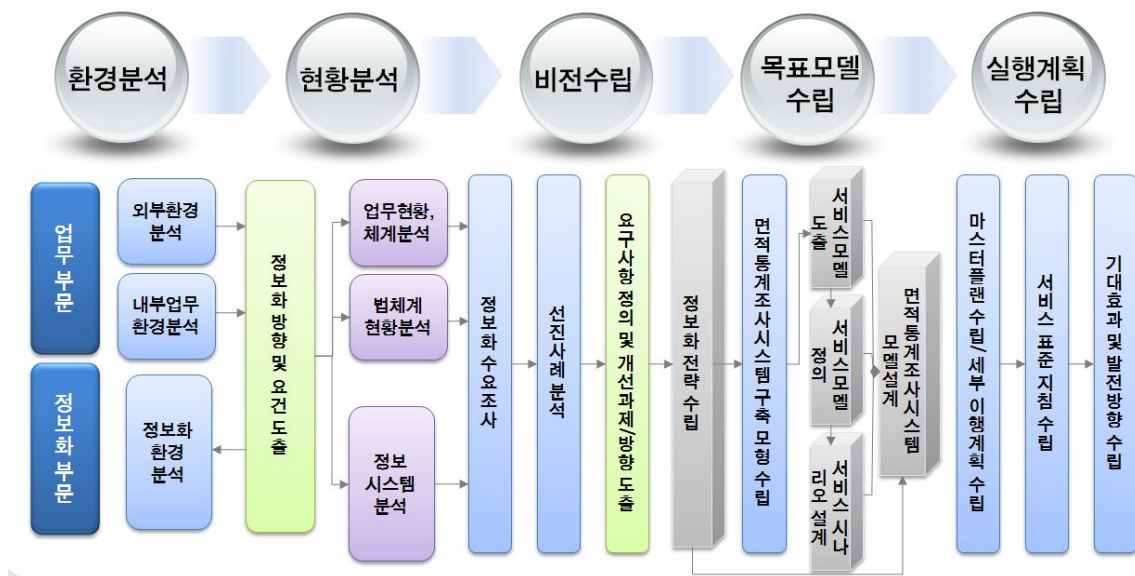 환경분석
현황분석
비전수립
목표모델
수립
실행계획
수립
업무 부문
정보화 부문
외부환경
분석
내부업무
환경분석
정보화
환경
분석
정보화 방향 및 요건 도출
업무현황,
체계분석
법체계
현황분석
정보
시스템
분석
정보화 수요조사
선진사례 분석
요구사항 정의 및 개선과제/방향 도출
정보화 전략 수립
면적통계조사시스템 구축 모형 수립
서비스모델
도출
서비스모델
정의
서비스 시나
리오 설계
면적통계조사시스템
모델설계
마스터플랜 수립/ 세부 이행계획 수립
서비스 표준 지침 수립
기대효과 및 발전방향 수립